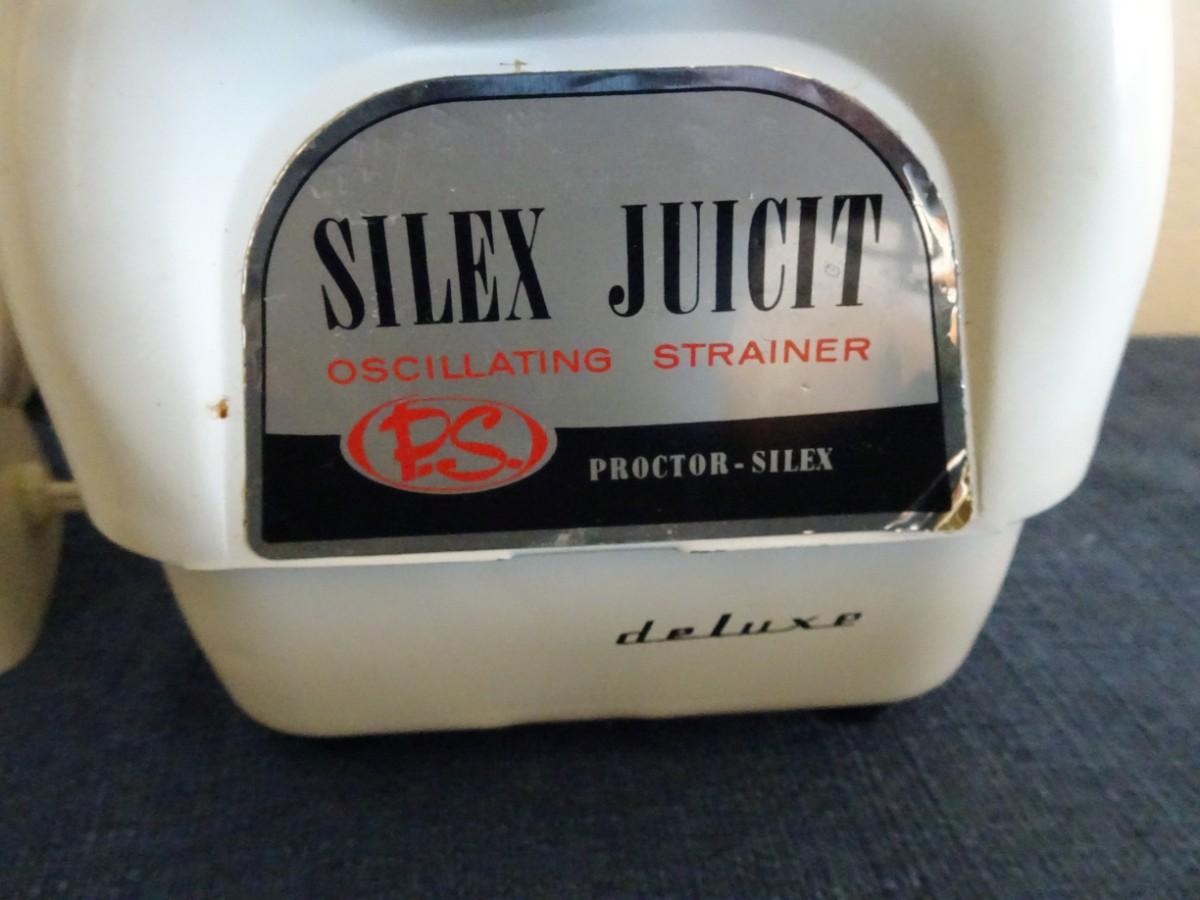 SILEX JUICIT
OSCILLATING STRAINER
P.S.
PROCTOR-SILEX
deluxe